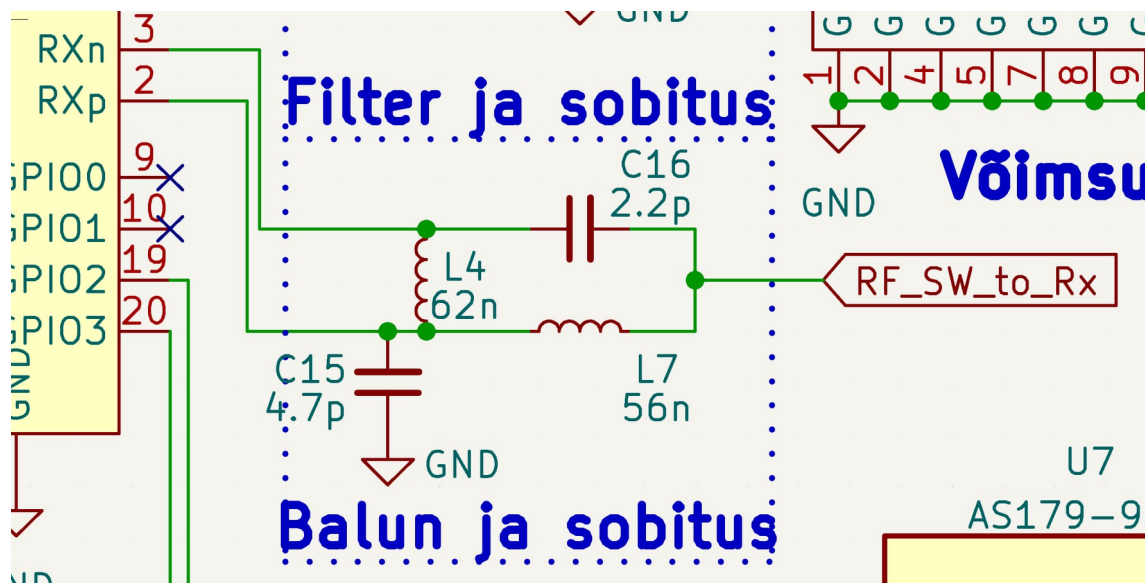 3
RXn
2
RXp
9
GPIO0
10
GPIO1
19
GPIO2
20
GPIO3
GND
GND
Filter ja sobitus
C16
2.2p
L4
62n
C15
4.7p
L7
56n
GND
Balun ja sobitus
RF_SW_to_Rx
G G G G G G
1 2 4 5 7 8 9
GND
U7
AS179-9